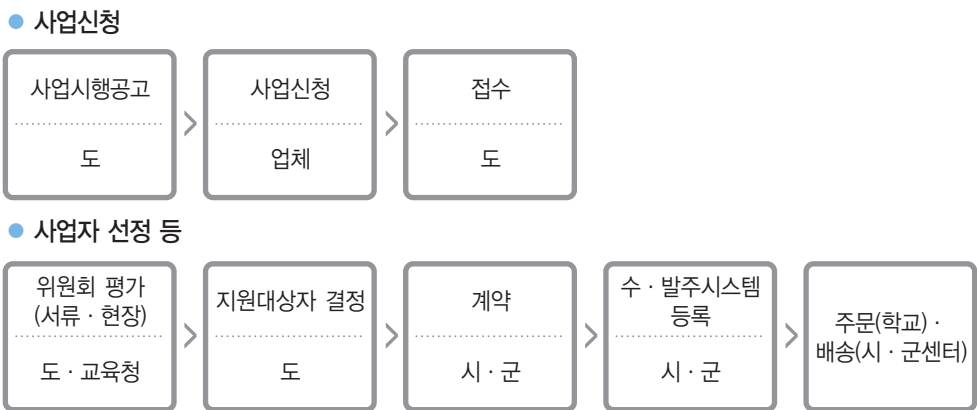 ● 사업신청
사업시행공고
도
>
사업신청
업체
>
접수
도
● 사업자 선정 등
위원회 평가
(서류 · 현장)
도 · 교육청
>
지원대상자 결정
도
>
계약
시 · 군
>
수 · 발주시스템
등록
시 · 군
>
주문(학교) ·
배송(시 · 군센터)